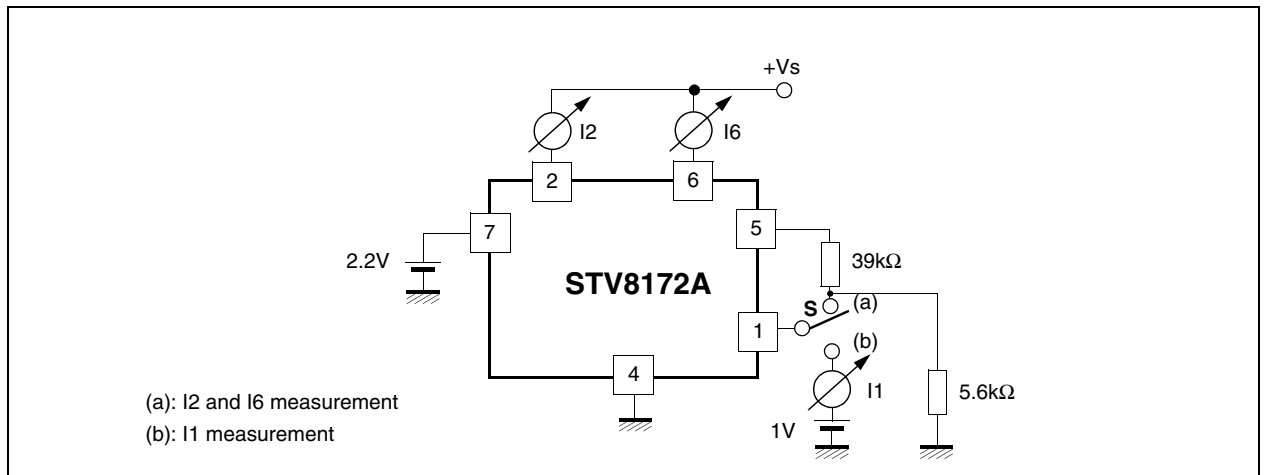 +Vs
I2
I6
2
6
7
5
2.2V
39kΩ
STV8172A
S
(a)
1
(b)
4
I1
5.6kΩ
(a): I2 and I6 measurement
1V
(b): I1 measurement